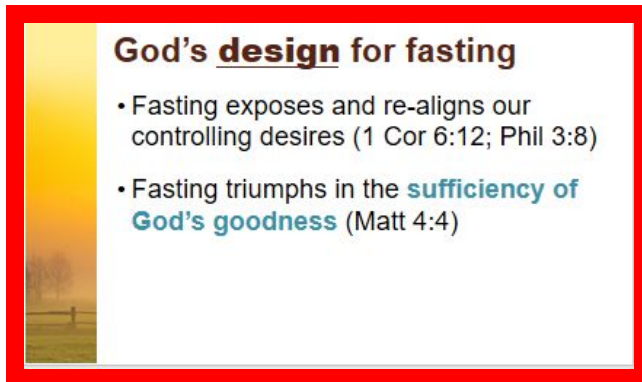 God's design for fasting
• Fasting exposes and re-aligns our
controlling desires (1 Cor 6:12; Phil 3:8)
• Fasting triumphs in the sufficiency of
God's goodness (Matt 4:4)